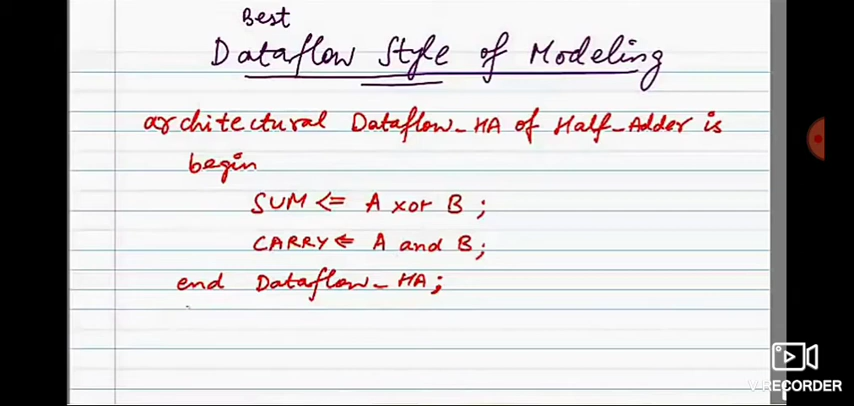 Best
Dataflow Style of Modeling
architectural Dataflow_HA of Half_Adder is
begin
SUM <= A xor B ;
CARRY <= A and B ;
end Dataflow_HA ;
V RECORDER